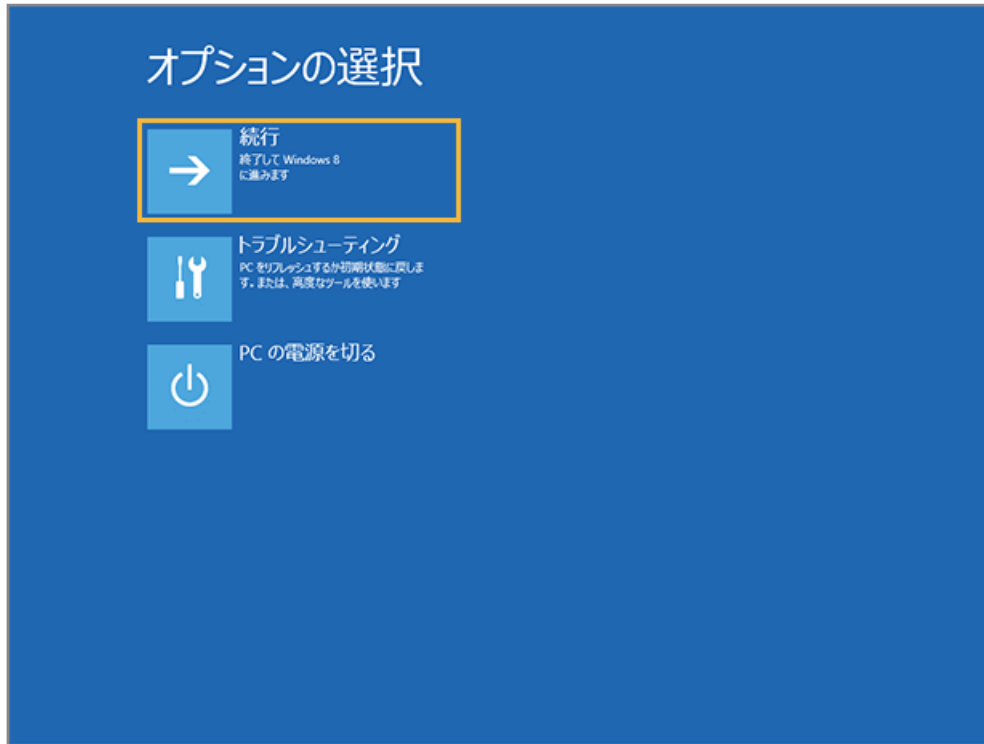 オプションの選択
続行
終了して Windows 8
に進みます
トラブルシューティング
PC をリフレッシュするか初期状態に戻しま
す。または、高度なツールを使います
PC の電源を切る